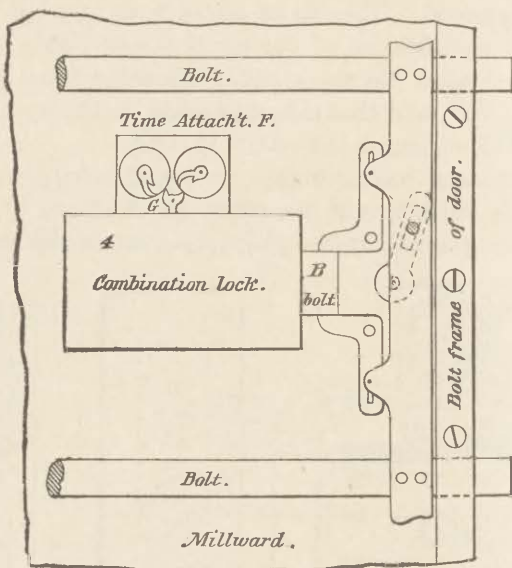 Bolt.
Time Attach't. F.
G
4
Combination lock.
B
bolt
Bolt frame of door.
Bolt.
Millward.